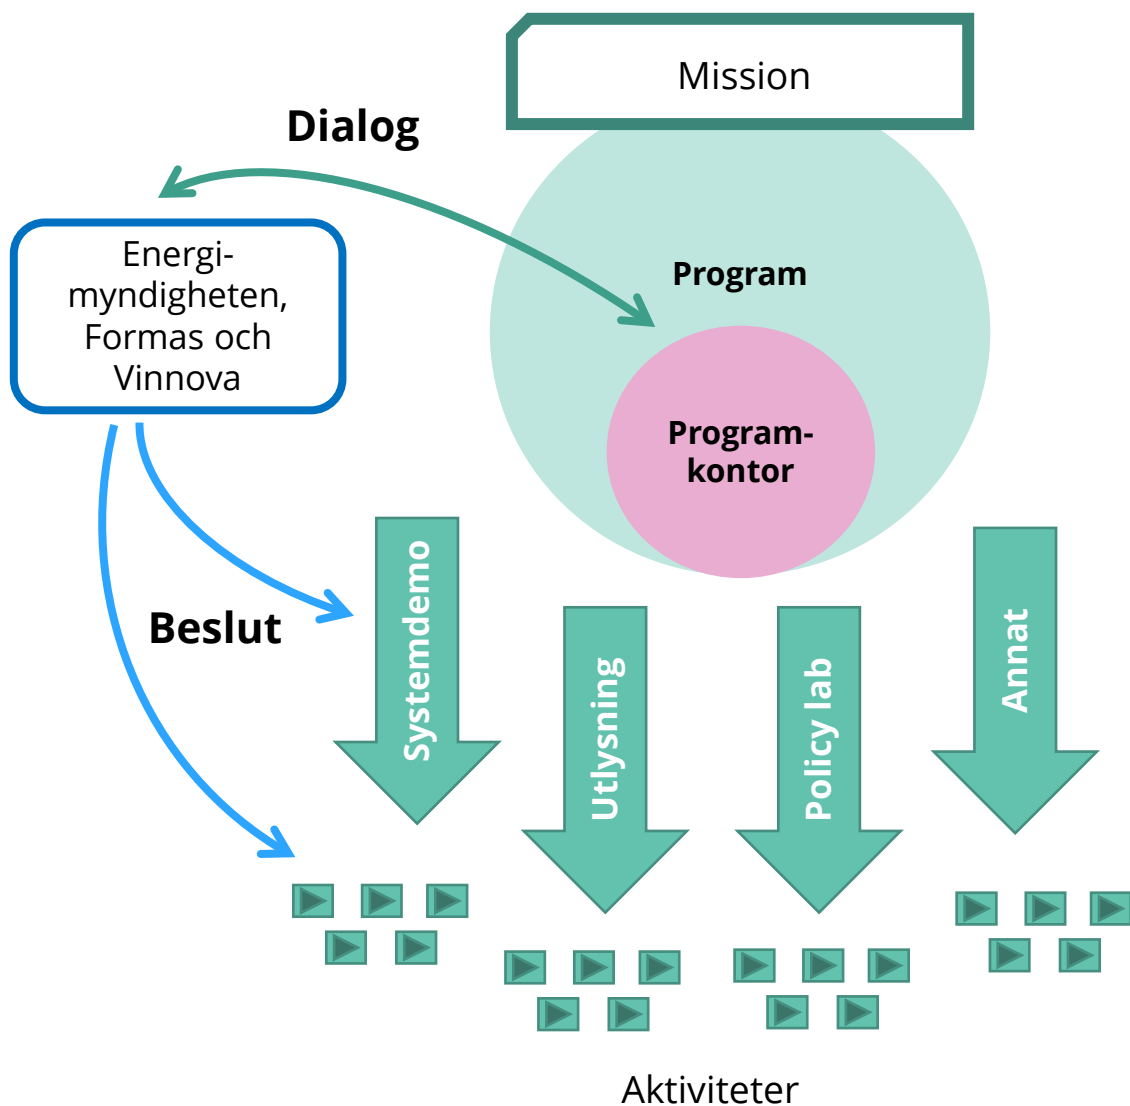 Mission
Dialog
Energi-
myndigheten,
Formas och
Vinnova
Program
Program-
kontor
Beslut
Systemdemo
Utlysning
Policy lab
Annat
Aktiviteter